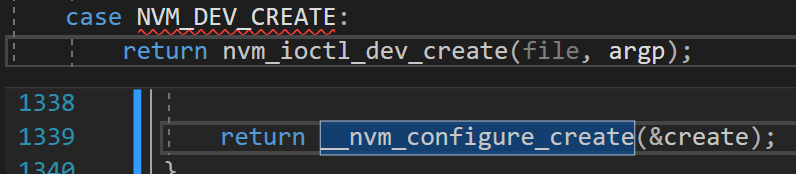 case NVM_DEV_CREATE:
return nvm_ioctl_dev_create(file, argp);
1338
1339 return __nvm_configure_create(&create);
1340 }